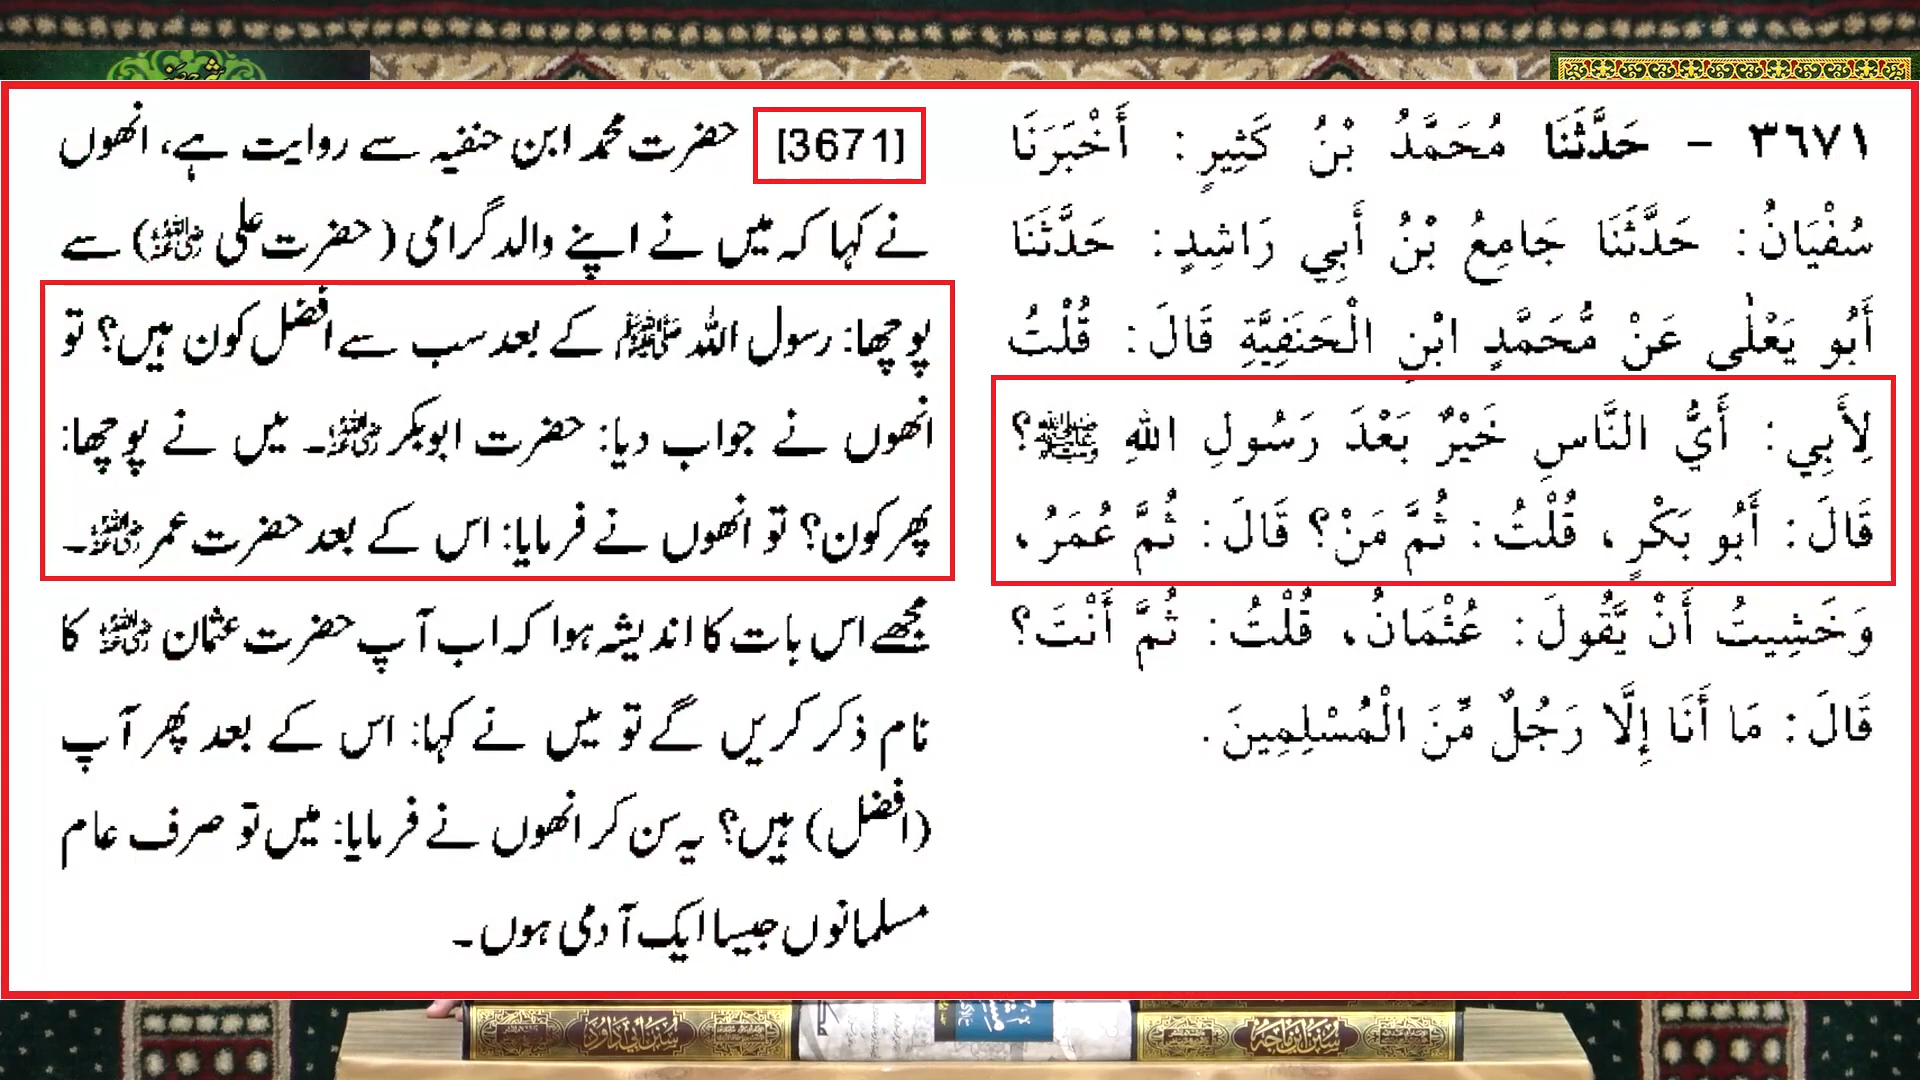 ٣٦٧١ - حَدَّثَنَا مُحَمَّدُ بْنُ كَثِيرٍ: أَخْبَرَنَا
سُفْيَانُ: حَدَّثَنَا جَامِعُ بْنُ أَبِي رَاشِدٍ: حَدَّثَنَا
أَبُو يَعْلٰى عَنْ مُّحَمَّدٍ ابْنِ الْحَنَفِيَّةِ قَالَ: قُلْتُ
لِأَبِي: أَيُّ النَّاسِ خَيْرٌ بَعْدَ رَسُولِ اللهِ ﷺ؟
قَالَ: أَبُو بَكْرٍ، قُلْتُ: ثُمَّ مَنْ؟ قَالَ: ثُمَّ عُمَرُ،
وَخَشِيتُ أَنْ يَّقُولَ: عُثْمَانُ، قُلْتُ: ثُمَّ أَنْتَ؟
قَالَ: مَا أَنَا إِلَّا رَجُلٌ مِّنَ الْمُسْلِمِينَ.
[3671] حضرت محمد ابن حنفیہ سے روایت ہے، انھوں
نے کہا کہ میں نے اپنے والد گرامی (حضرت علی رضی اللہ عنہ) سے
پوچھا: رسول اللہ ﷺ کے بعد سب سے افضل کون ہیں؟ تو
انھوں نے جواب دیا: حضرت ابوبکر رضی اللہ عنہ۔ میں نے پوچھا:
پھر کون؟ تو انھوں نے فرمایا: اس کے بعد حضرت عمر رضی اللہ عنہ۔
مجھے اس بات کا اندیشہ ہوا کہ اب آپ حضرت عثمان رضی اللہ عنہ کا
نام ذکر کریں گے تو میں نے کہا: اس کے بعد پھر آپ
(افضل) ہیں؟ یہ سن کر انھوں نے فرمایا: میں تو صرف عام
مسلمانوں جیسا ایک آدمی ہوں۔
سنن أبي داود
سنن ابن ماجه